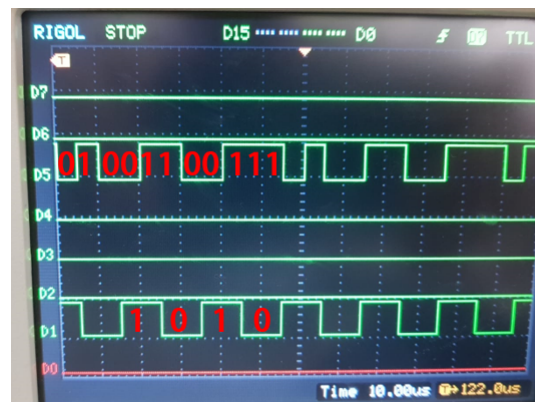 RIGOL STOP D15 D0 TTL
T
D7
D6
01 0011 00 111
D5
D4
D3
D2
1 0 1 0
D1
D0
Time 10.00us T→122.0us